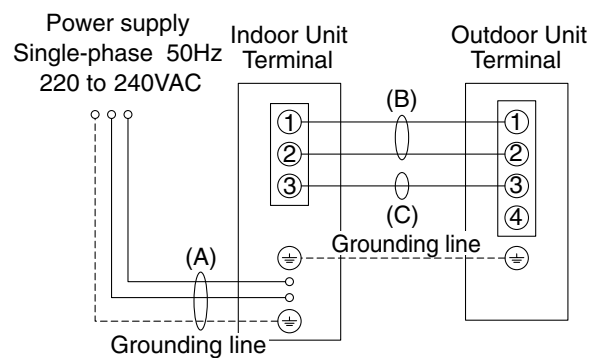 Power supply
Single-phase 50Hz
220 to 240VAC
Indoor Unit
Terminal
Outdoor Unit
Terminal
(B)
1
2
3
1
2
3
4
(C)
Grounding line
(A)
Grounding line